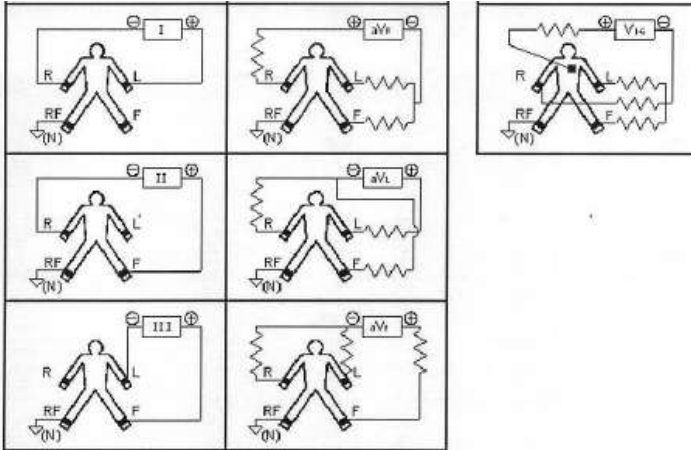 ⊖ I ⊕
R L
RF F
(N)
⊕ aVR ⊖
R L
RF F
(N)
⊕ V1-6
R L
RF F
(N)
⊖ II ⊕
R L'
RF F
(N)
⊖ aVL ⊕
R L
RF F
(N)
⊖ III ⊕
R L
RF F
(N)
⊖ aVF ⊕
R L
RF F
(N)